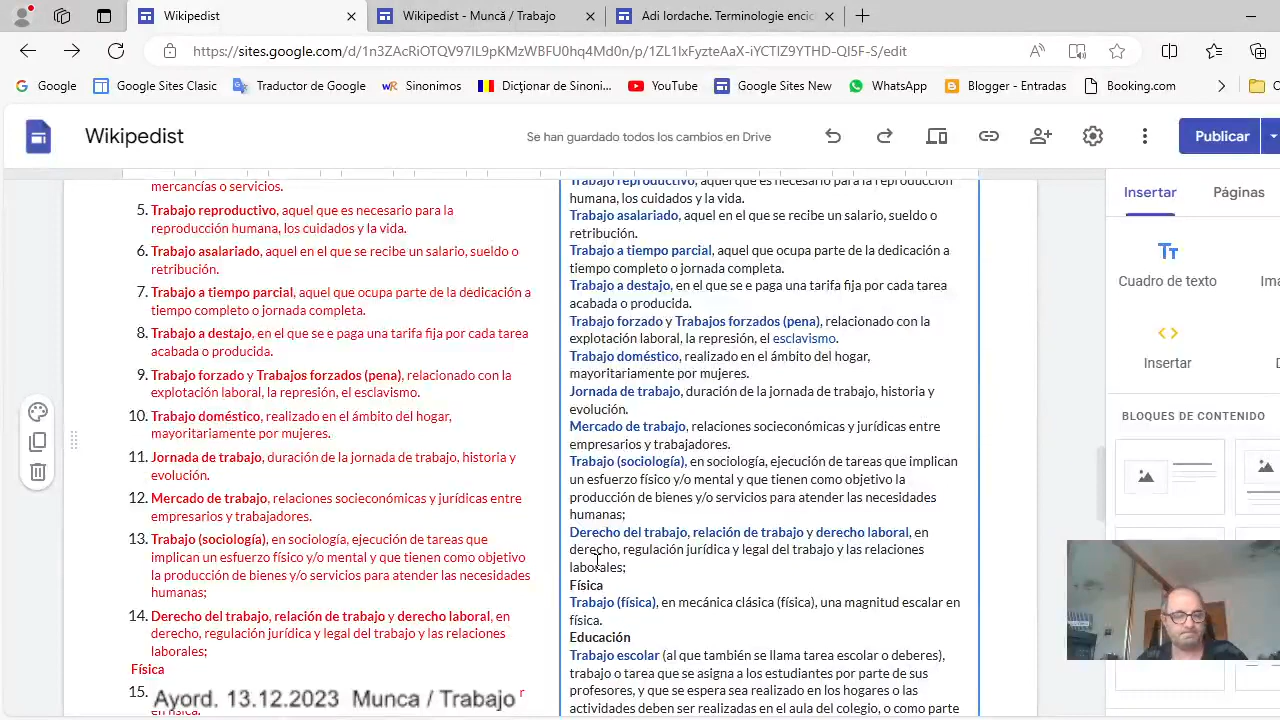 Wikipedist
Wikipedist - Muncă / Trabajo
Adi Iordache. Terminologie encic
https://sites.google.com/d/1n3ZAcRiOTQV97IL9pKMzWBFU0hq4Md0n/p/1ZL1lxFyzteAaX-iYCTlZ9YTHD-QI5F-S/edit
Google
Google Sites Clasic
Traductor de Google
Sinonimos
Dicţionar de Sinoni...
YouTube
Google Sites New
WhatsApp
Blogger - Entradas
Booking.com
Wikipedist
Se han guardado todos los cambios en Drive
Publicar
mercancías o servicios.
5. Trabajo reproductivo, aquel que es necesario para la
reproducción humana, los cuidados y la vida.
6. Trabajo asalariado, aquel en el que se recibe un salario, sueldo o
retribución.
7. Trabajo a tiempo parcial, aquel que ocupa parte de la dedicación a
tiempo completo o jornada completa.
8. Trabajo a destajo, en el que se e paga una tarifa fija por cada tarea
acabada o producida.
9. Trabajo forzado y Trabajos forzados (pena), relacionado con la
explotación laboral, la represión, el esclavismo.
10. Trabajo doméstico, realizado en el ámbito del hogar,
mayoritariamente por mujeres.
11. Jornada de trabajo, duración de la jornada de trabajo, historia y
evolución.
12. Mercado de trabajo, relaciones socieconómicas y jurídicas entre
empresarios y trabajadores.
13. Trabajo (sociología), en sociología, ejecución de tareas que
implican un esfuerzo físico y/o mental y que tienen como objetivo
la producción de bienes y/o servicios para atender las necesidades
humanas;
14. Derecho del trabajo, relación de trabajo y derecho laboral, en
derecho, regulación jurídica y legal del trabajo y las relaciones
laborales;
Física
15.
en física.
Trabajo reproductivo, aquel que es necesario para la reproducción
humana, los cuidados y la vida.
Trabajo asalariado, aquel en el que se recibe un salario, sueldo o
retribución.
Trabajo a tiempo parcial, aquel que ocupa parte de la dedicación a
tiempo completo o jornada completa.
Trabajo a destajo, en el que se e paga una tarifa fija por cada tarea
acabada o producida.
Trabajo forzado y Trabajos forzados (pena), relacionado con la
explotación laboral, la represión, el esclavismo.
Trabajo doméstico, realizado en el ámbito del hogar,
mayoritariamente por mujeres.
Jornada de trabajo, duración de la jornada de trabajo, historia y
evolución.
Mercado de trabajo, relaciones socieconómicas y jurídicas entre
empresarios y trabajadores.
Trabajo (sociología), en sociología, ejecución de tareas que implican
un esfuerzo físico y/o mental y que tienen como objetivo la
producción de bienes y/o servicios para atender las necesidades
humanas;
Derecho del trabajo, relación de trabajo y derecho laboral, en
derecho, regulación jurídica y legal del trabajo y las relaciones
laborales;
Física
Trabajo (física), en mecánica clásica (física), una magnitud escalar en
física.
Educación
Trabajo escolar (al que también se llama tarea escolar o deberes),
trabajo o tarea que se asigna a los estudiantes por parte de sus
profesores, y que se espera sea realizado en los hogares o las
actividades deben ser realizadas en el aula del colegio, o como parte
Insertar
Páginas
Cuadro de texto
Insertar
BLOQUES DE CONTENIDO
Ayord. 13.12.2023 Munca / Trabajo